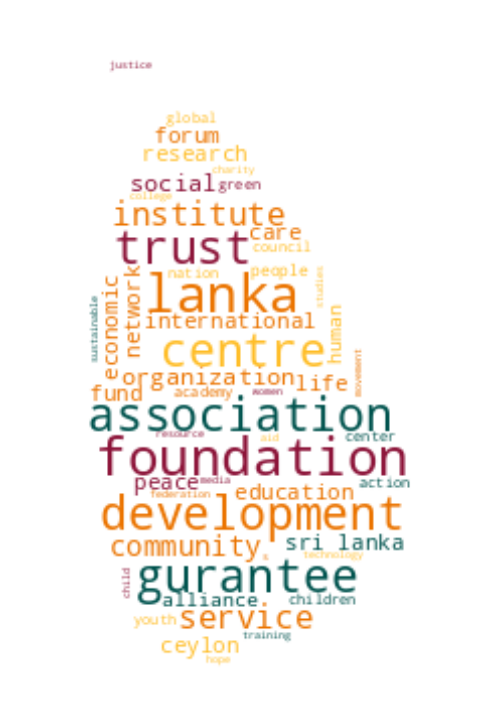 justice
global
forum
research
charity
social green
college
institute
care
trust council
nation people
lanka
studies
economic
network
sustainable
international
human
centre
movement
organization life
fund academy women
association
resource aid center
foundation
peace media action
federation education
development
community sri lanka
s technology
gurantee
child
alliance. children
youth service
training
ceylon
hope